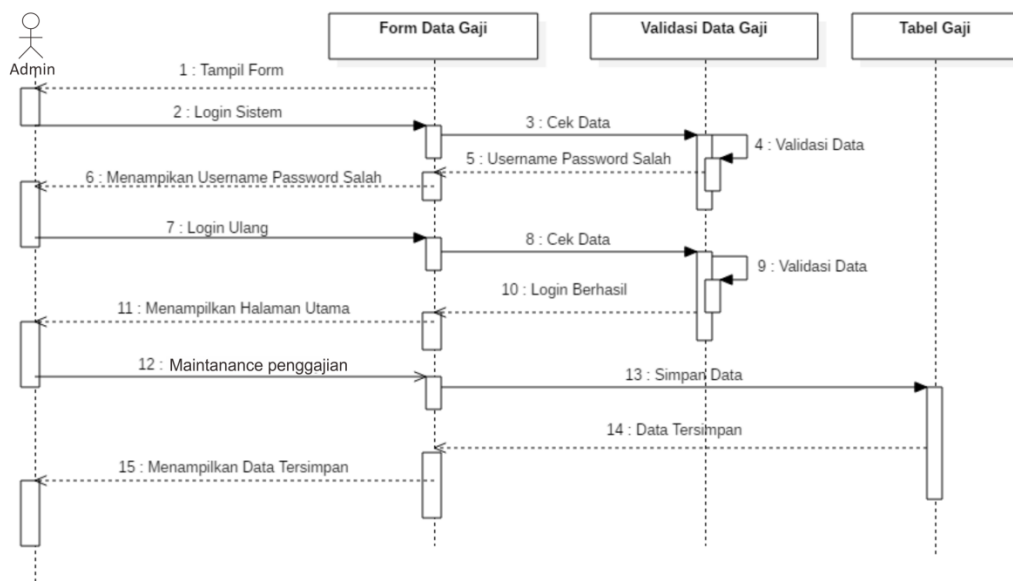 Form Data Gaji
Validasi Data Gaji
Tabel Gaji
Admin
1 : Tampil Form
2 : Login Sistem
3 : Cek Data
4 : Validasi Data
5 : Username Password Salah
6 : Menampikan Username Password Salah
7 : Login Ulang
8 : Cek Data
9 : Validasi Data
10 : Login Berhasil
11 : Menampilkan Halaman Utama
12 : Maintanance penggajian
13 : Simpan Data
14 : Data Tersimpan
15 : Menampilkan Data Tersimpan